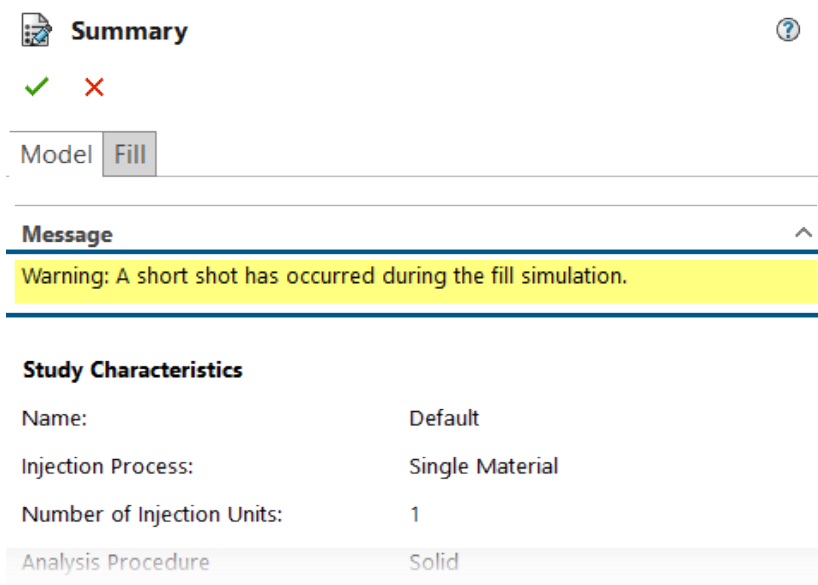 Summary
Model Fill
Message
Warning: A short shot has occurred during the fill simulation.
Study Characteristics
Name: Default
Injection Process: Single Material
Number of Injection Units: 1
Analysis Procedure Solid